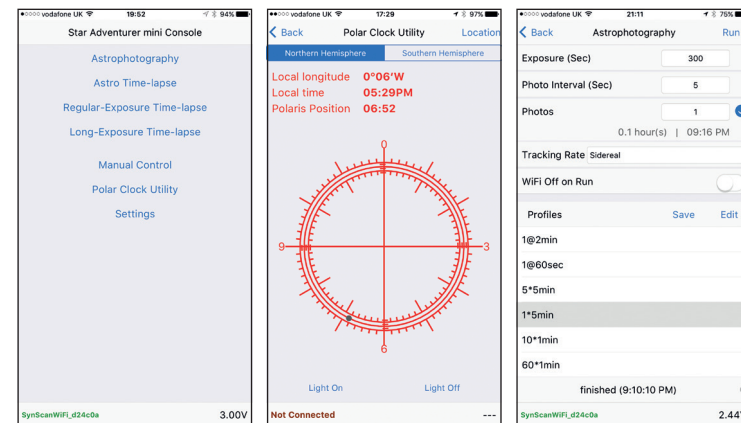 ●○○○○ vodafone UK 19:52 94%
Star Adventurer mini Console
Astrophotography
Astro Time-lapse
Regular-Exposure Time-lapse
Long-Exposure Time-lapse
Manual Control
Polar Clock Utility
Settings
SynScanWiFi_d24c0a 3.00V
●●○○○ vodafone UK 17:29 97%
Back Polar Clock Utility Location
Northern Hemisphere Southern Hemisphere
Local longitude 0°06'W
Local time 05:29PM
Polaris Position 06:52
0
9 3
6
Light On Light Off
Not Connected ---
●○○○○ vodafone UK 21:11 75%
Back Astrophotography Run
Exposure (Sec) 300
Photo Interval (Sec) 5
Photos 1
0.1 hour(s) | 09:16 PM
Tracking Rate Sidereal
WiFi Off on Run
Profiles Save Edit
1@2min
1@60sec
5*5min
1*5min
10*1min
60*1min
finished (9:10:10 PM)
SynScanWiFi_d24c0a 2.44V